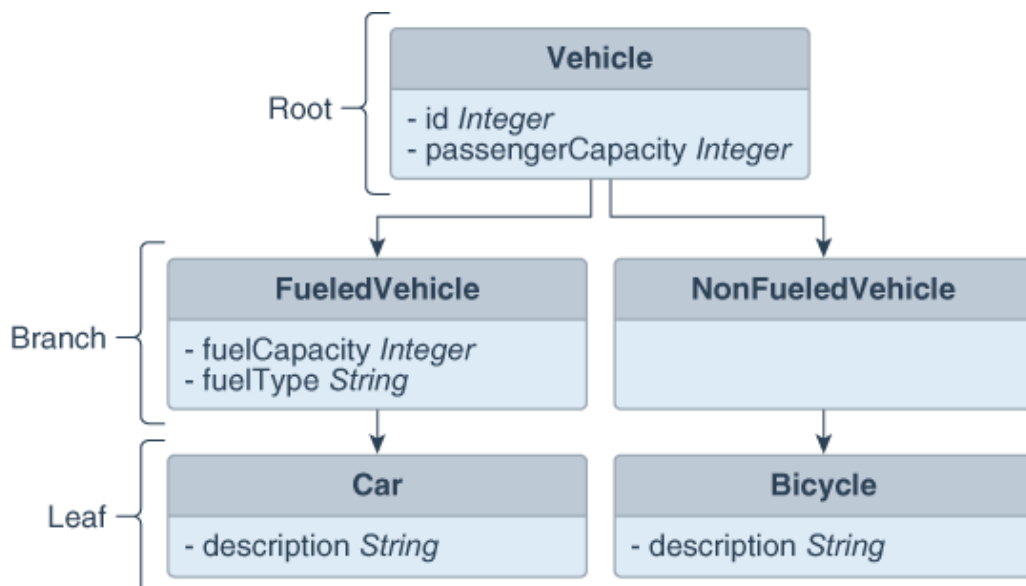 Root
Vehicle
- id Integer
- passengerCapacity Integer
Branch
FueledVehicle
- fuelCapacity Integer
- fuelType String
NonFueledVehicle
Leaf
Car
- description String
Bicycle
- description String